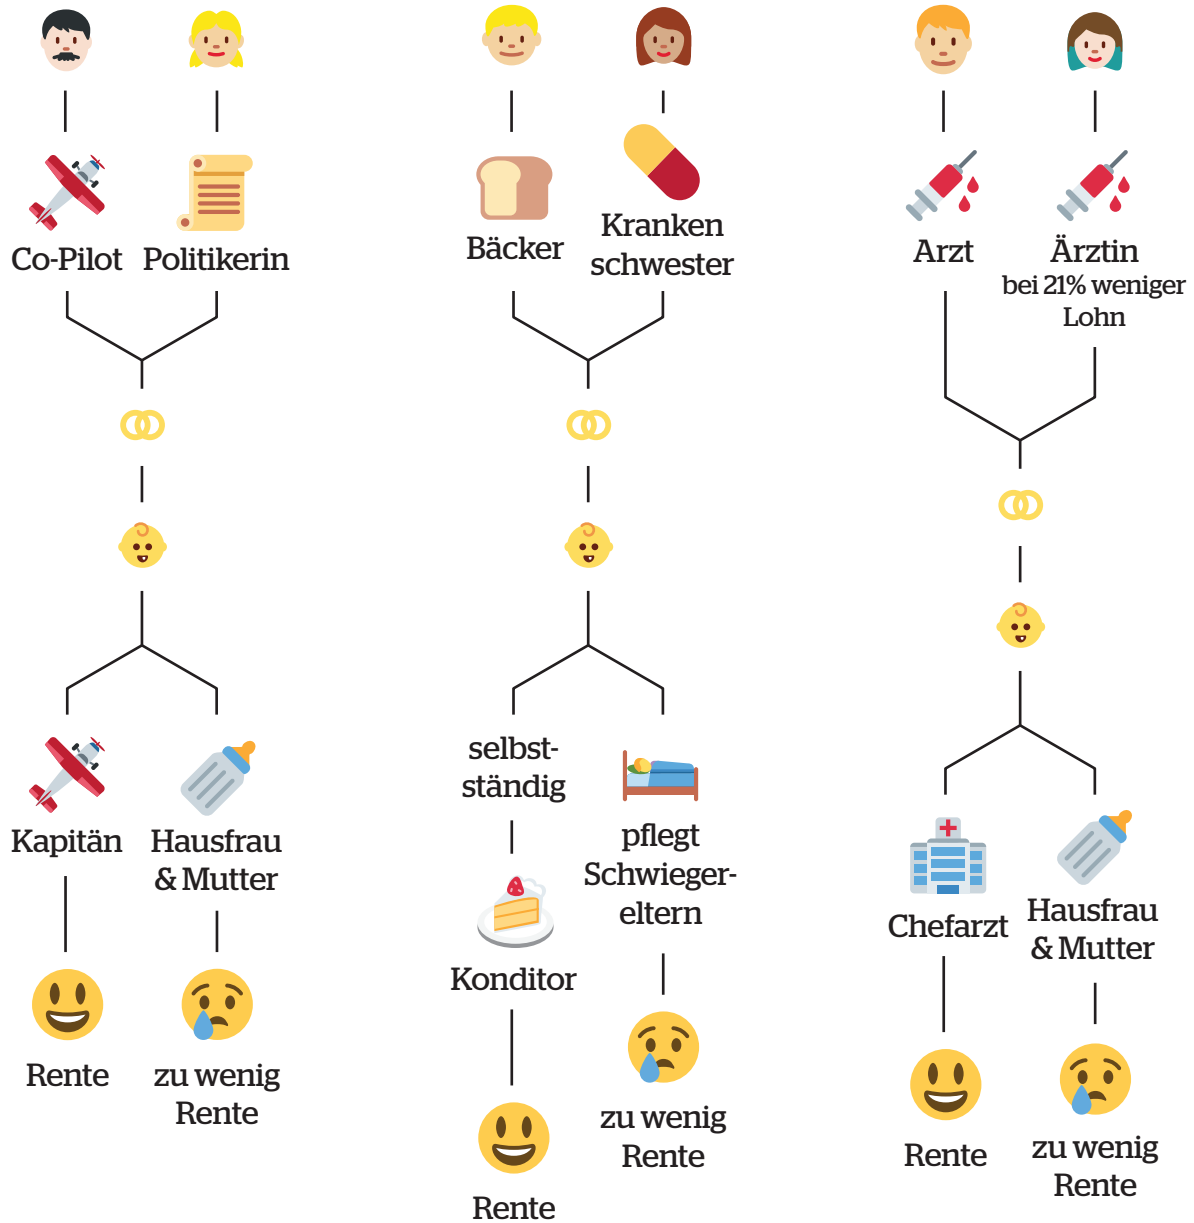 Co-Pilot
Politikerin
Kapitän
Hausfrau
& Mutter
Rente
zu wenig
Rente
Bäcker
Kranken
schwester
selbst-
ständig
Konditor
pflegt
Schwieger-
eltern
Rente
zu wenig
Rente
Arzt
Ärztin
bei 21% weniger
Lohn
Chefarzt
Hausfrau
& Mutter
Rente
zu wenig
Rente